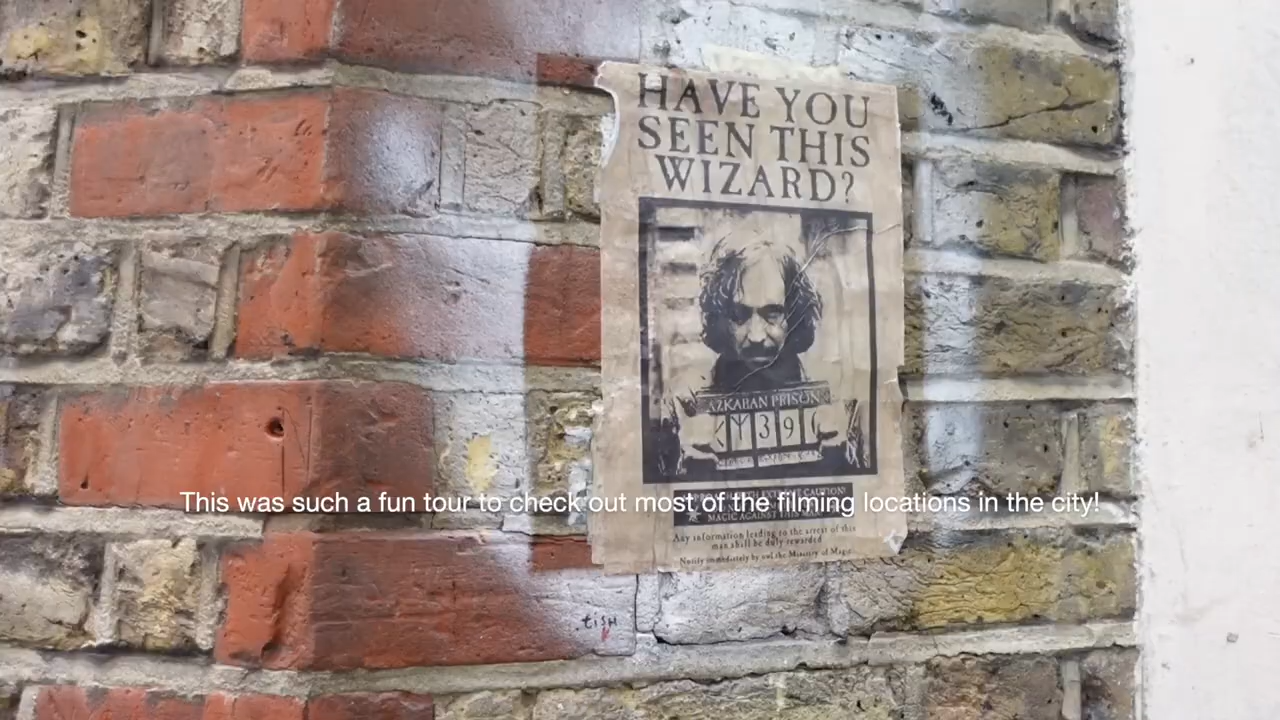 HAVE YOU
SEEN THIS
WIZARD?
AZKABAN PRISON
390
This was such a fun tour to check out most of the filming locations in the city!
MAGIC AGAINST THIS MAN
Any information leading to the arrest of this
man shall be duly rewarded
Notify immediately by owl the Ministry of Magic
tisH